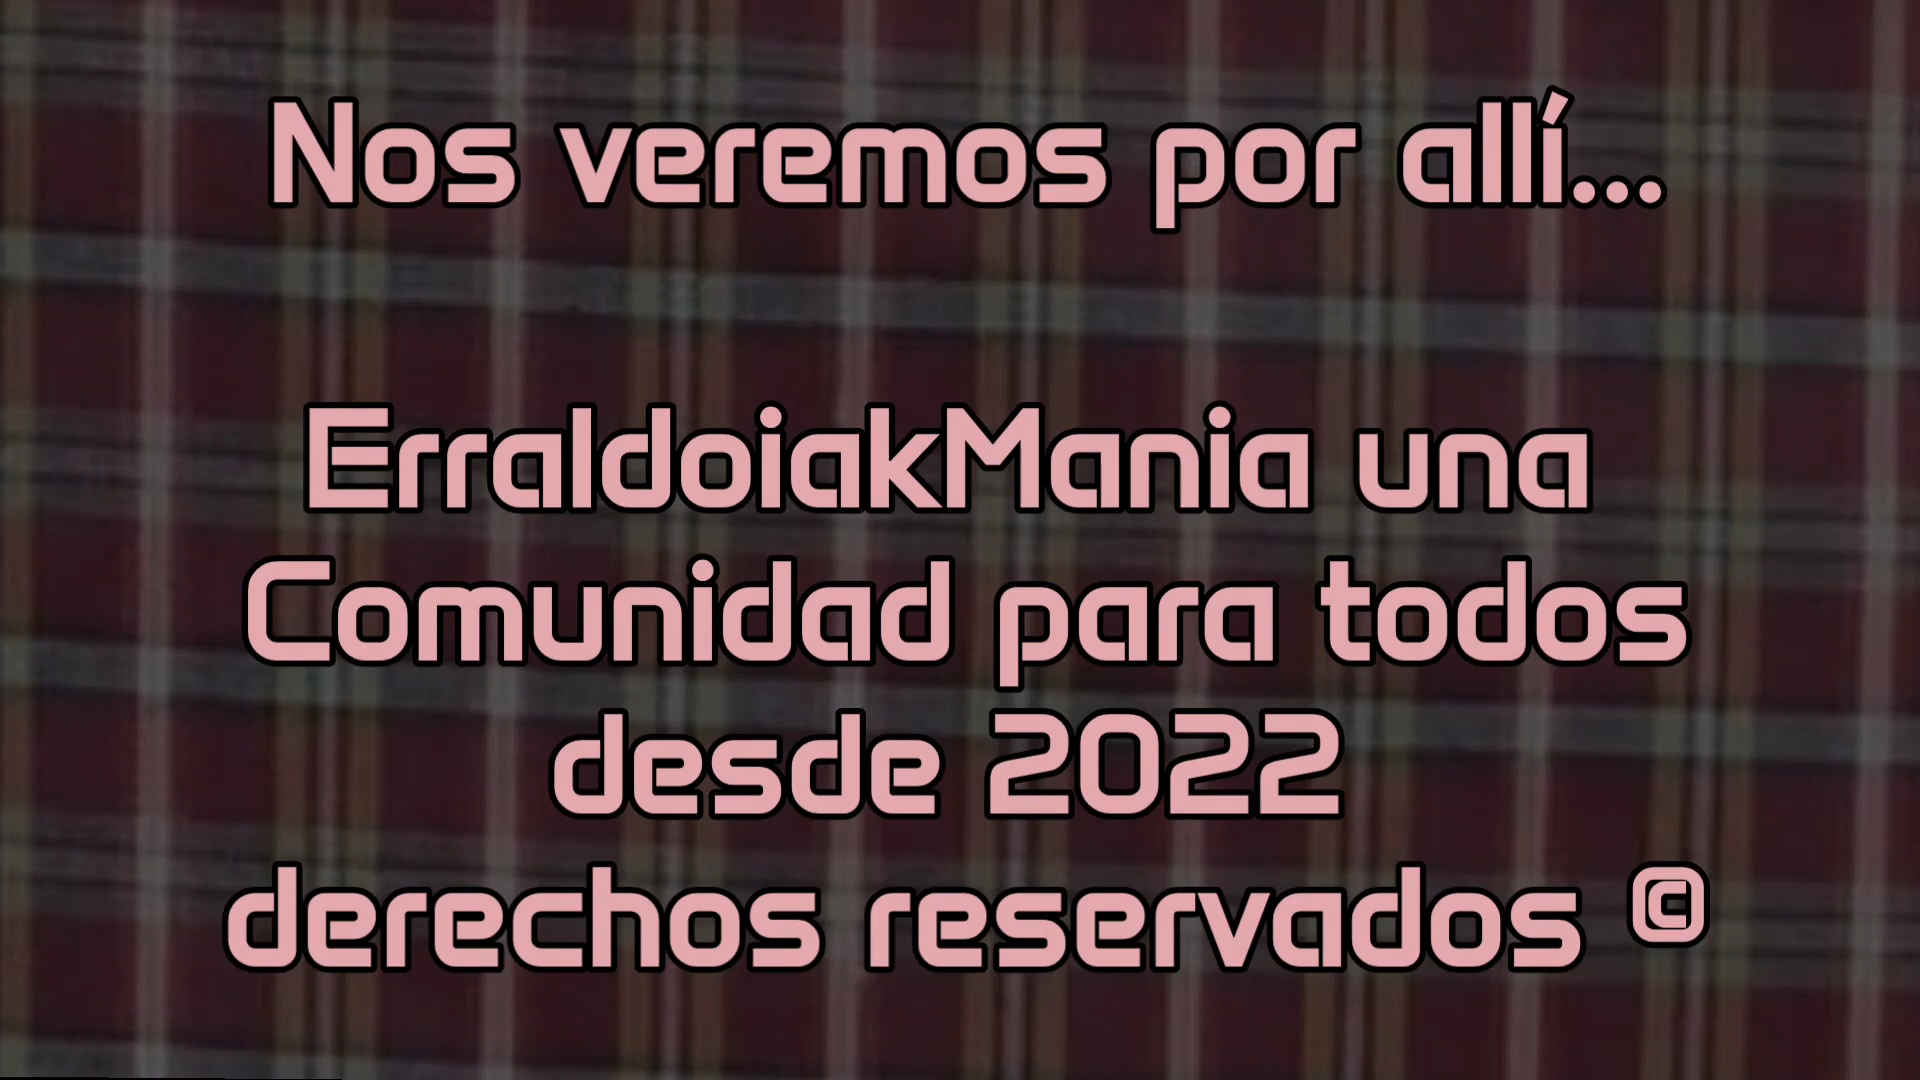 Nos veremos por allí...
ErraldoiakMania una
Comunidad para todos
desde 2022
derechos reservados ©